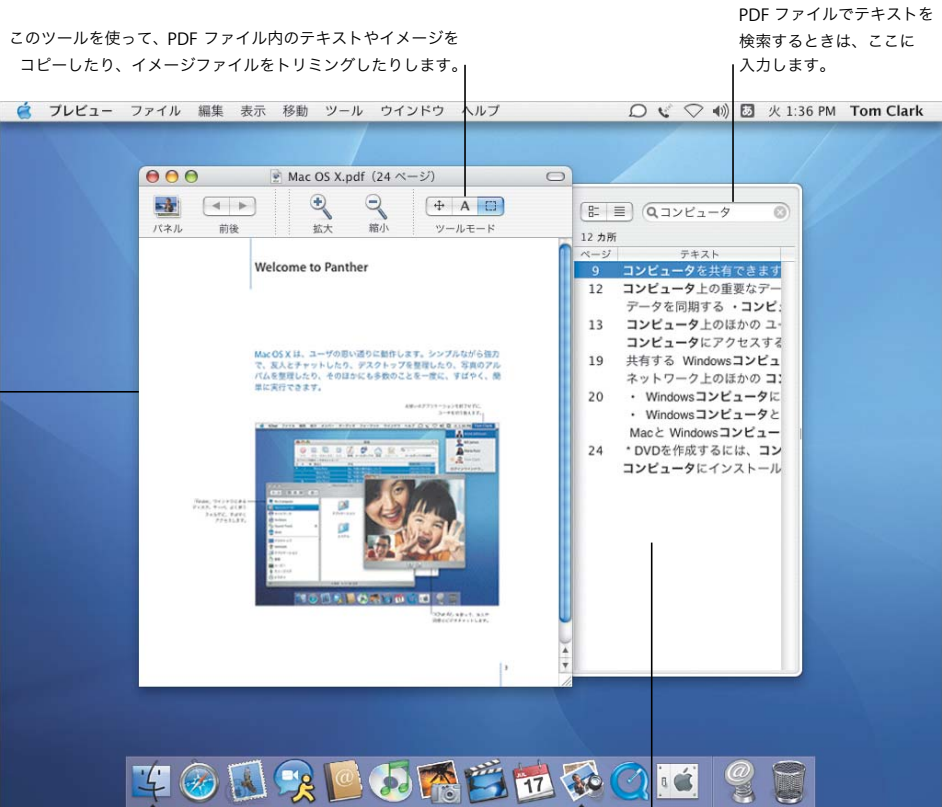 このツールを使って、PDF ファイル内のテキストやイメージを
コピーしたり、イメージファイルをトリミングしたりします。
PDF ファイルでテキストを
検索するときは、ここに
入力します。
プレビュー ファイル 編集 表示 移動 ツール ウインドウ ヘルプ あ 火 1:36 PM Tom Clark
Mac OS X.pdf（24 ページ）
A
パネル 前後 拡大 縮小 ツールモード
Welcome to Panther
Mac OS X は、ユーザの思い通りに動作します。シンプルながら強力
で、友人とチャットしたり、デスクトップを整理したり、写真のアル
バムを整理したり、そのほかにも多数のことを一度に、すばやく、簡
単に実行できます。
コンピュータ
12 カ所
ページ テキスト
9 コンピュータを共有できます
12 コンピュータ上の重要なデー
データを同期する ・コンピ
13 コンピュータ上のほかの ユー
コンピュータにアクセスする
19 共有する Windowsコンピュ
ネットワーク上のほかの コ
20 ・ Windowsコンピュータに
・ Windowsコンピュータと
Macと Windowsコンピュー
24 * DVDを作成するには、コン
コンピュータにインストール
JUL
17
@
@